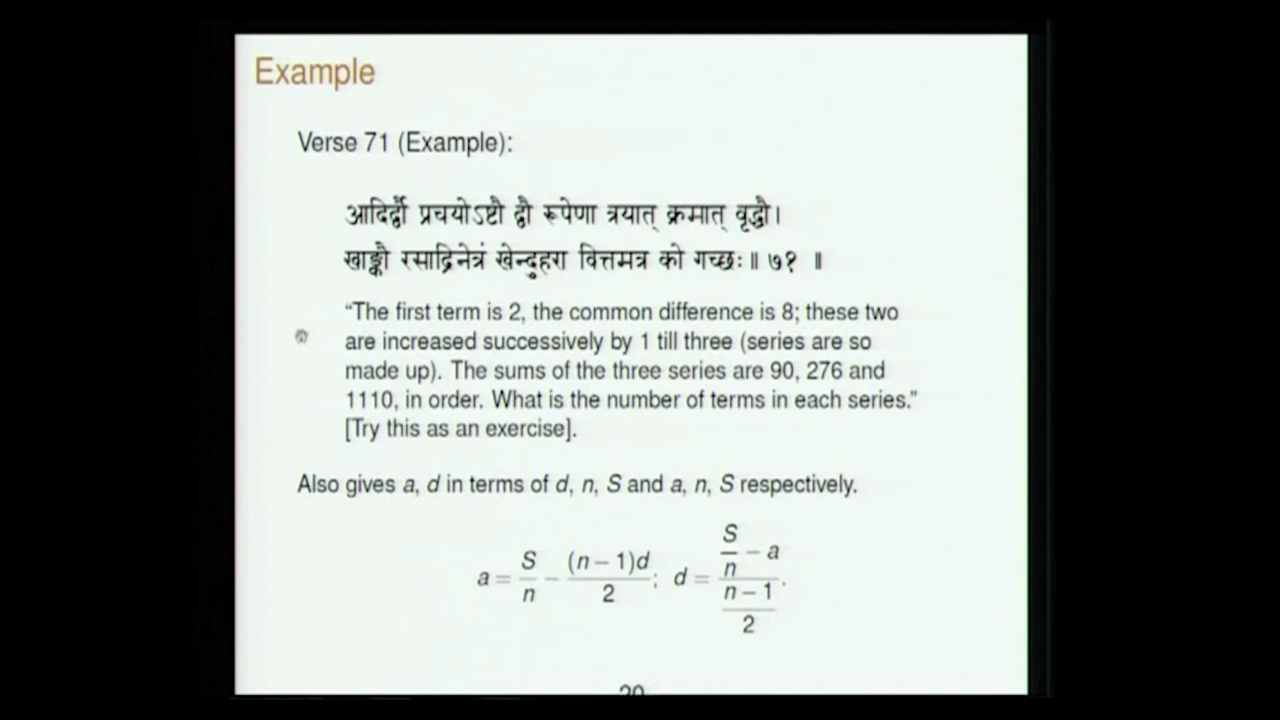 Example
Verse 71 (Example):
आदिर्द्वौ प्रचयोऽष्टौ द्वौ रूपेणा त्रयात् क्रमात् वृद्धौ।
खाङ्कौ रसाद्रिनेत्रं खेन्दुहरा वित्तमत्र को गच्छः॥ ७१ ॥
“The first term is 2, the common difference is 8; these two
are increased successively by 1 till three (series are so
made up). The sums of the three series are 90, 276 and
1110, in order. What is the number of terms in each series.”
[Try this as an exercise].
Also gives a, d in terms of d, n, S and a, n, S respectively.
a = S/n − (n − 1)d/2; d = (S/n − a)/((n − 1)/2).
20